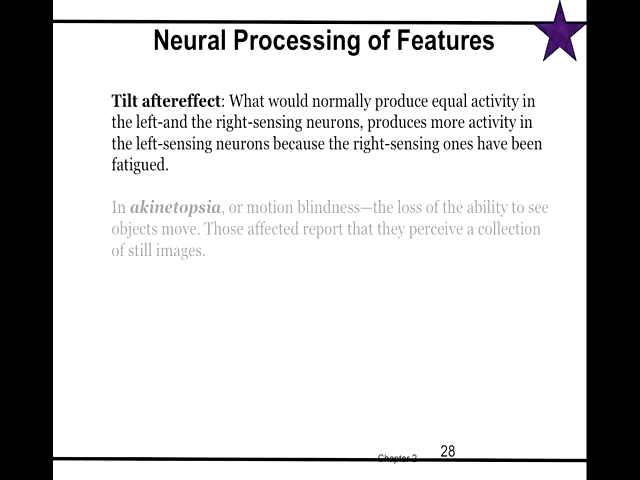 Neural Processing of Features
Tilt aftereffect: What would normally produce equal activity in
the left-and the right-sensing neurons, produces more activity in
the left-sensing neurons because the right-sensing ones have been
fatigued.
In akinetopsia, or motion blindness—the loss of the ability to see
objects move. Those affected report that they perceive a collection
of still images.
Chapter 2
28